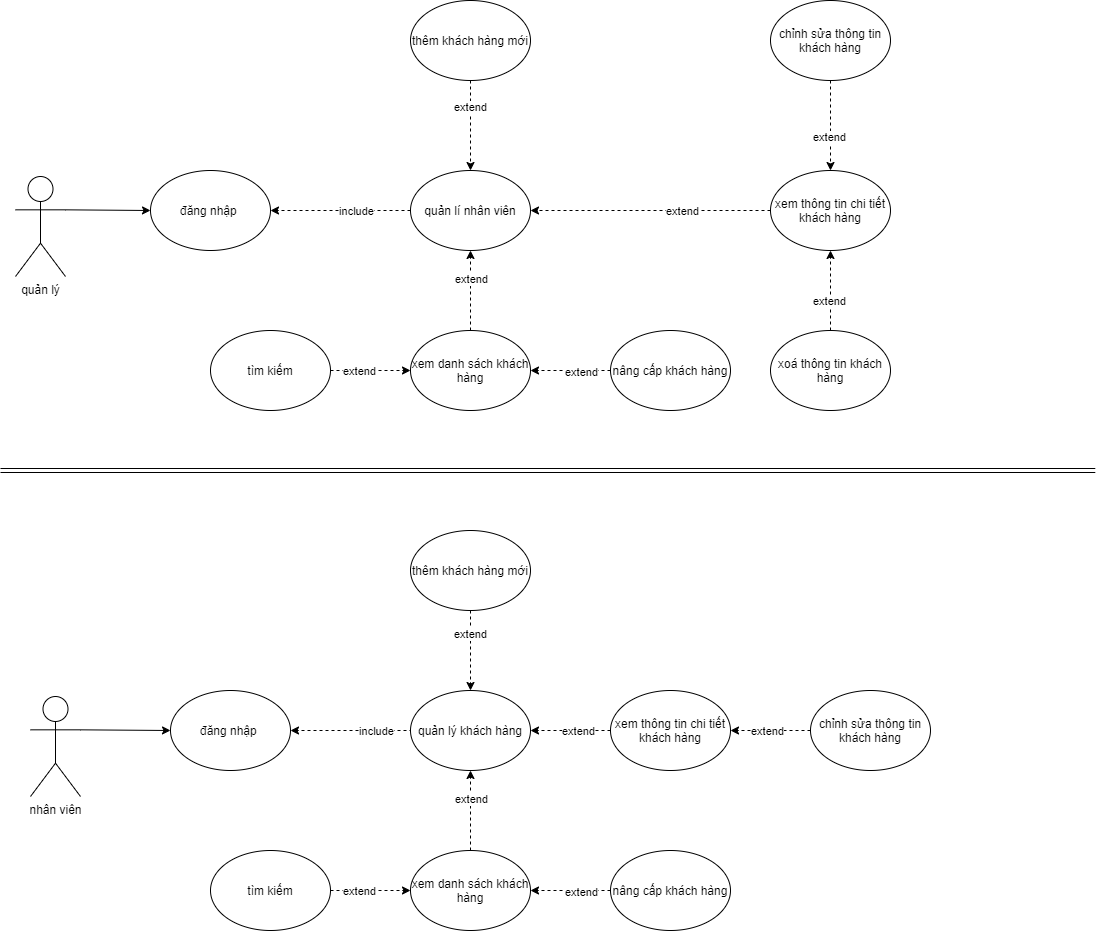 thêm khách hàng mới
chỉnh sửa thông tin
khách hàng
extend
extend
đăng nhập
include
quản lí nhân viên
extend
xem thông tin chi tiết
khách hàng
quản lý
extend
extend
tìm kiếm
extend
xem danh sách khách
hàng
extend
nâng cấp khách hàng
xoá thông tin khách
hàng
thêm khách hàng mới
extend
đăng nhập
include
quản lý khách hàng
extend
xem thông tin chi tiết
khách hàng
extend
chỉnh sửa thông tin
khách hàng
nhân viên
extend
tìm kiếm
extend
xem danh sách khách
hàng
extend
nâng cấp khách hàng